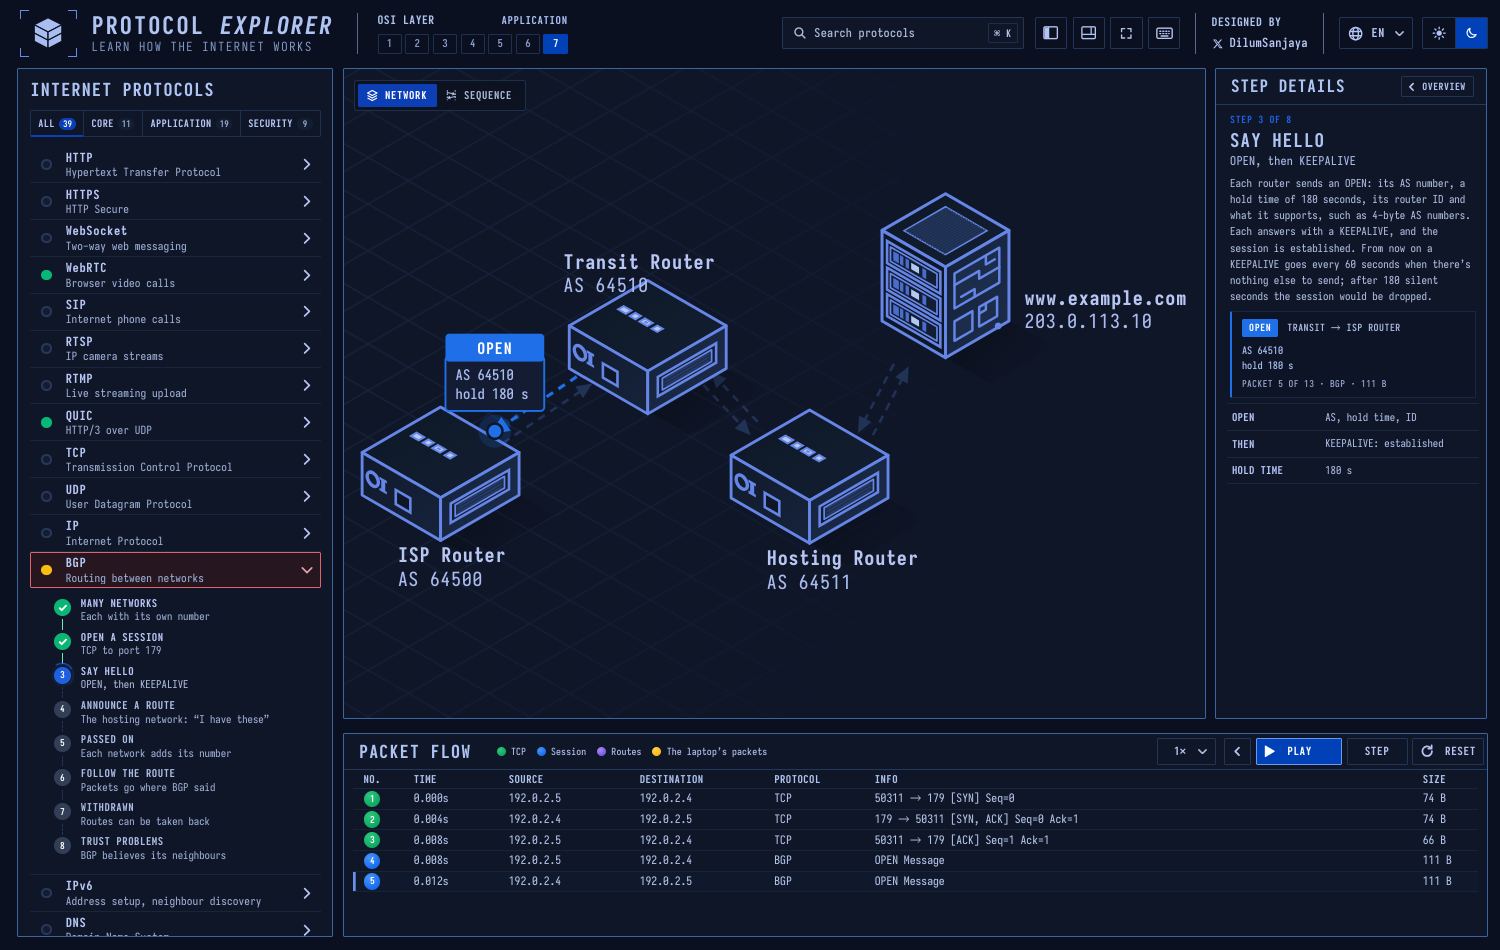 PROTOCOL EXPLORER
LEARN HOW THE INTERNET WORKS
OSI LAYER APPLICATION
1 2 3 4 5 6 7
Search protocols ⌘ K
DESIGNED BY
DilumSanjaya
EN
INTERNET PROTOCOLS
ALL 39 CORE 11 APPLICATION 19 SECURITY 9
HTTP
Hypertext Transfer Protocol
HTTPS
HTTP Secure
WebSocket
Two-way web messaging
WebRTC
Browser video calls
SIP
Internet phone calls
RTSP
IP camera streams
RTMP
Live streaming upload
QUIC
HTTP/3 over UDP
TCP
Transmission Control Protocol
UDP
User Datagram Protocol
IP
Internet Protocol
BGP
Routing between networks
MANY NETWORKS
Each with its own number
OPEN A SESSION
TCP to port 179
3 SAY HELLO
OPEN, then KEEPALIVE
4 ANNOUNCE A ROUTE
The hosting network: “I have these”
5 PASSED ON
Each network adds its number
6 FOLLOW THE ROUTE
Packets go where BGP said
7 WITHDRAWN
Routes can be taken back
8 TRUST PROBLEMS
BGP believes its neighbours
IPv6
Address setup, neighbour discovery
DNS
Domain Name System
NETWORK SEQUENCE
Transit Router
AS 64510
OPEN
AS 64510
hold 180 s
www.example.com
203.0.113.10
ISP Router
AS 64500
Hosting Router
AS 64511
STEP DETAILS
OVERVIEW
STEP 3 OF 8
SAY HELLO
OPEN, then KEEPALIVE
Each router sends an OPEN: its AS number, a
hold time of 180 seconds, its router ID and
what it supports, such as 4-byte AS numbers.
Each answers with a KEEPALIVE, and the
session is established. From now on a
KEEPALIVE goes every 60 seconds when there’s
nothing else to send; after 180 silent
seconds the session would be dropped.
OPEN TRANSIT → ISP ROUTER
AS 64510
hold 180 s
PACKET 5 OF 13 · BGP · 111 B
OPEN AS, hold time, ID
THEN KEEPALIVE: established
HOLD TIME 180 s
PACKET FLOW
TCP Session Routes The laptop’s packets
1× PLAY STEP RESET
NO. TIME SOURCE DESTINATION PROTOCOL INFO SIZE
1 0.000s 192.0.2.5 192.0.2.4 TCP 50311 → 179 [SYN] Seq=0 74 B
2 0.004s 192.0.2.4 192.0.2.5 TCP 179 → 50311 [SYN, ACK] Seq=0 Ack=1 74 B
3 0.008s 192.0.2.5 192.0.2.4 TCP 50311 → 179 [ACK] Seq=1 Ack=1 66 B
4 0.008s 192.0.2.5 192.0.2.4 BGP OPEN Message 111 B
5 0.012s 192.0.2.4 192.0.2.5 BGP OPEN Message 111 B